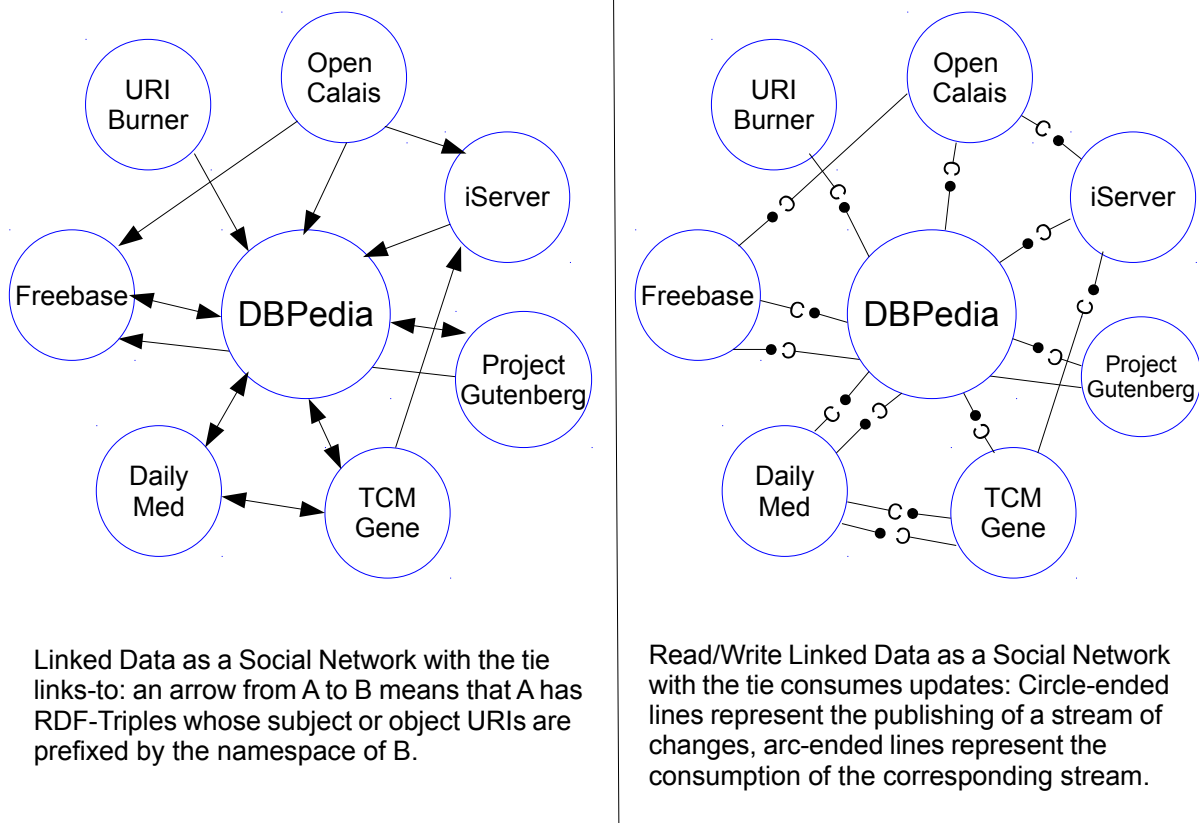 Open
Calais
URI
Burner
iServer
Freebase
DBPedia
Project
Gutenberg
Daily
Med
TCM
Gene
Linked Data as a Social Network with the tie
links-to: an arrow from A to B means that A has
RDF-Triples whose subject or object URIs are
prefixed by the namespace of B.
Open
Calais
URI
Burner
iServer
Freebase
DBPedia
Project
Gutenberg
Daily
Med
TCM
Gene
Read/Write Linked Data as a Social Network
with the tie consumes updates: Circle-ended
lines represent the publishing of a stream of
changes, arc-ended lines represent the
consumption of the corresponding stream.